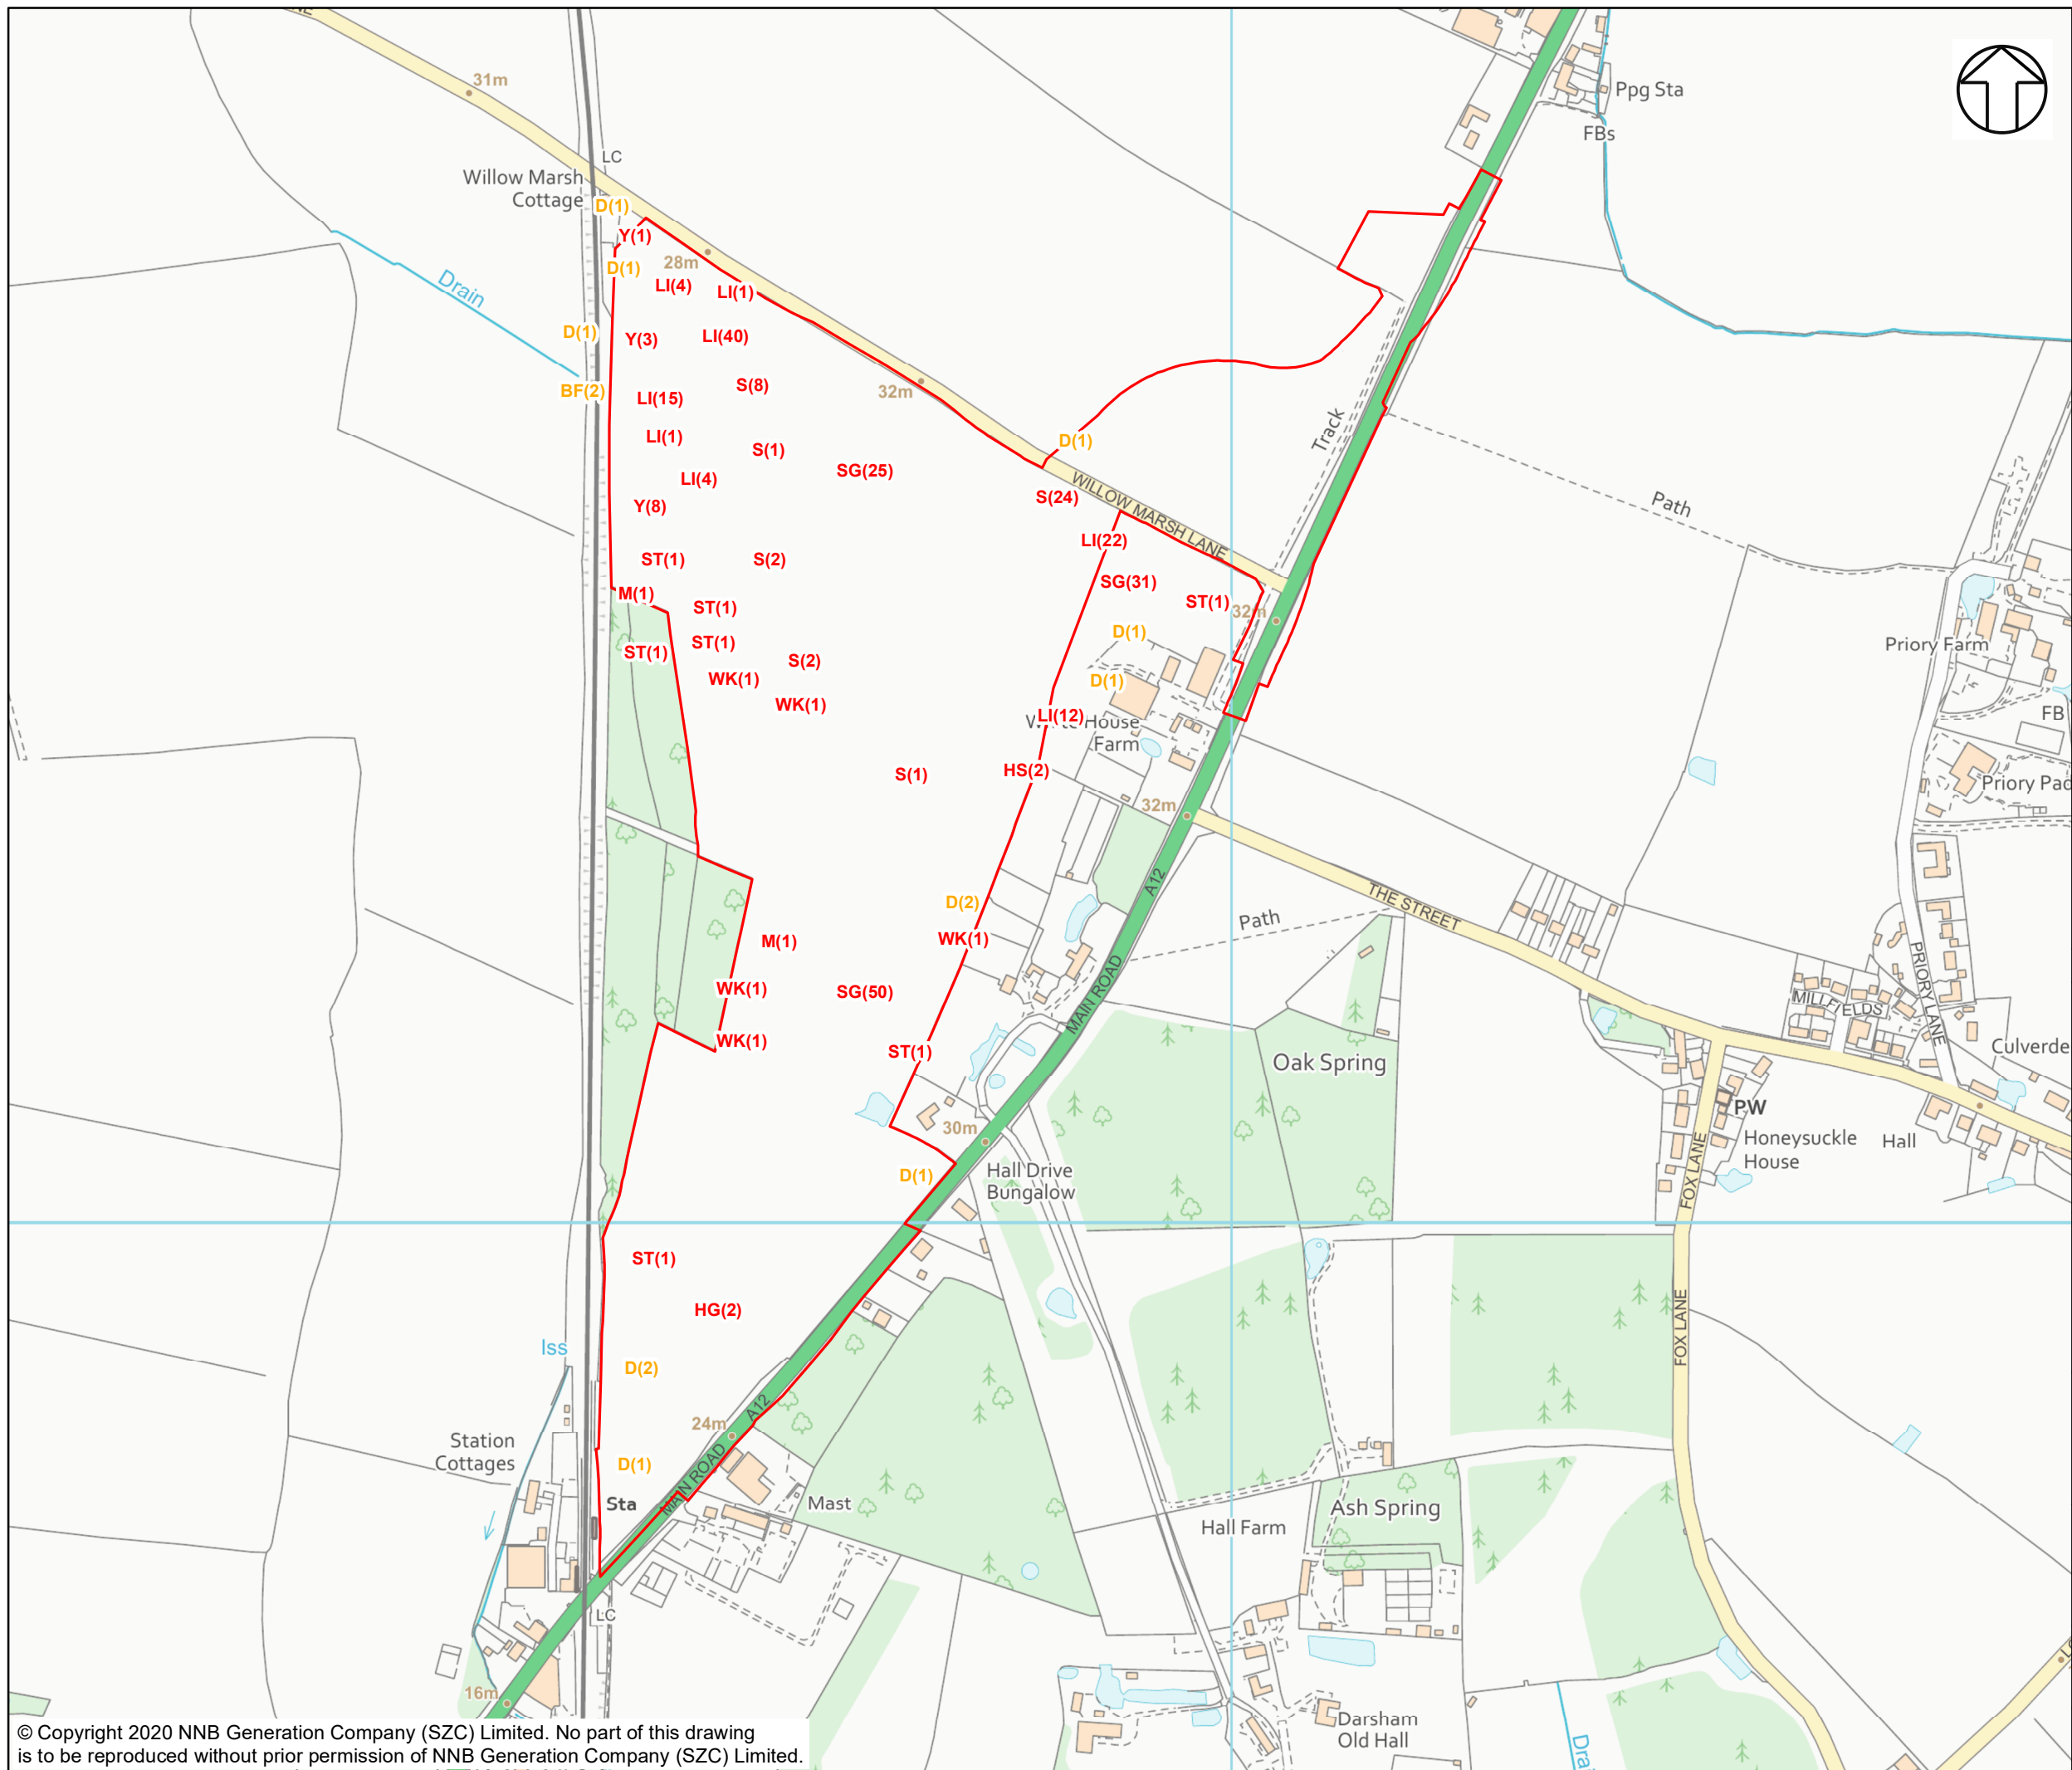 NE
31m
Ppg Sta
FBs
LC
Willow Marsh
Cottage
D(1)
Y(1)
28m
D(1)
LI(4)
LI(1)
Drain
D(1)
Y(3)
LI(40)
BF(2)
LI(15)
S(8)
32m
LI(1)
S(1)
D(1)
Track
SG(25)
LI(4)
S(24)
WILLOW MARSH LANE
Path
Y(8)
LI(22)
ST(1)
S(2)
SG(31)
M(1)
ST(1)
ST(1)
32m
ST(1)
ST(1)
D(1)
Priory Farm
S(2)
WK(1)
D(1)
WK(1)
LI(12)
White House
Farm
FB
S(1)
HS(2)
Priory Pad
32m
A12
THE STREET
D(2)
Path
M(1)
WK(1)
PRIORY LANE
WK(1)
SG(50)
MAIN ROAD
MILLFIELDS
WK(1)
ST(1)
Oak Spring
Culverde
30m
PW
Honeysuckle
House
Hall
D(1)
Hall Drive
Bungalow
FOX LANE
ST(1)
HG(2)
FOX LANE
Iss
D(2)
A12
24m
Station
Cottages
D(1)
MAIN ROAD
Sta
Mast
Hall Farm
Ash Spring
LC
16m
Darsham
Old Hall
Drai
© Copyright 2020 NNB Generation Company (SZC) Limited. No part of this drawing
is to be reproduced without prior permission of NNB Generation Company (SZC) Limited.